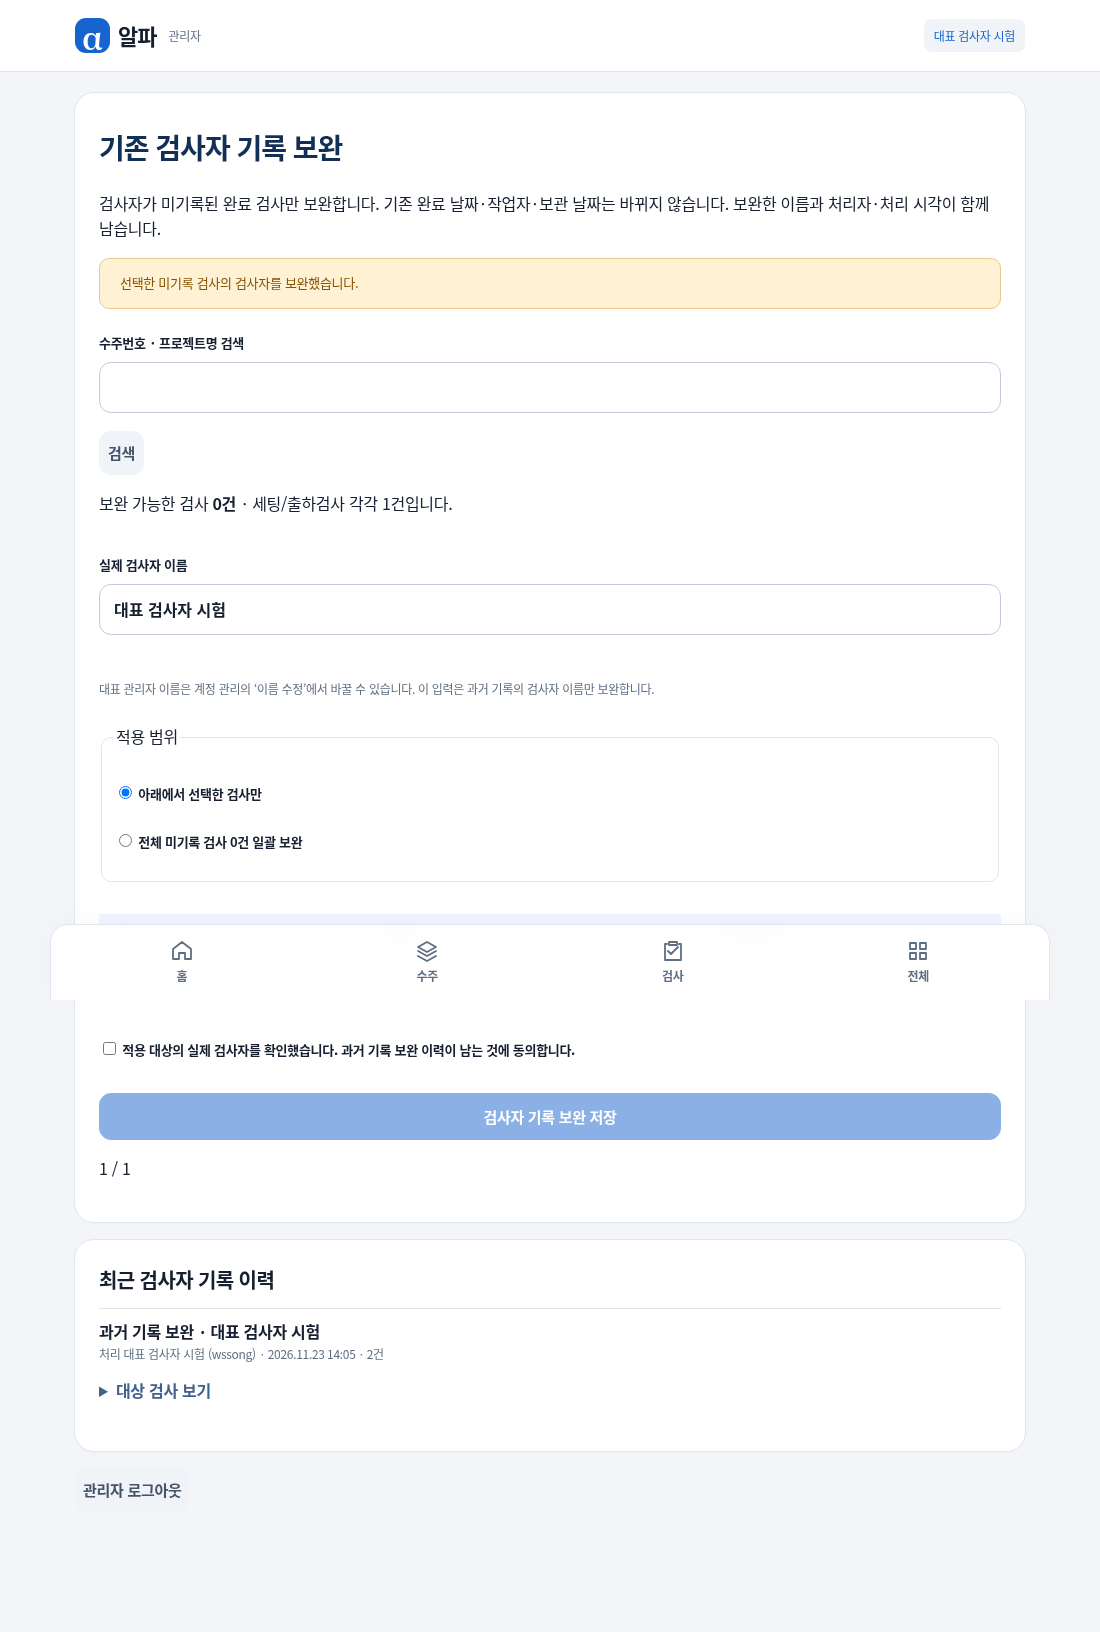 α 알파 관리자
대표 검사자 시험
기존 검사자 기록 보완
검사자가 미기록된 완료 검사만 보완합니다. 기존 완료 날짜·작업자·보관 날짜는 바뀌지 않습니다. 보완한 이름과 처리자·처리 시각이 함께
남습니다.
선택한 미기록 검사의 검사자를 보완했습니다.
수주번호 · 프로젝트명 검색
검색
보완 가능한 검사 0건 · 세팅/출하검사 각각 1건입니다.
실제 검사자 이름
대표 검사자 시험
대표 관리자 이름은 계정 관리의 ‘이름 수정’에서 바꿀 수 있습니다. 이 입력은 과거 기록의 검사자 이름만 보완합니다.
적용 범위
아래에서 선택한 검사만
전체 미기록 검사 0건 일괄 보완
홈 수주 검사 전체
적용 대상의 실제 검사자를 확인했습니다. 과거 기록 보완 이력이 남는 것에 동의합니다.
검사자 기록 보완 저장
1 / 1
최근 검사자 기록 이력
과거 기록 보완 · 대표 검사자 시험
처리 대표 검사자 시험 (wssong) · 2026.11.23 14:05 · 2건
▶ 대상 검사 보기
관리자 로그아웃